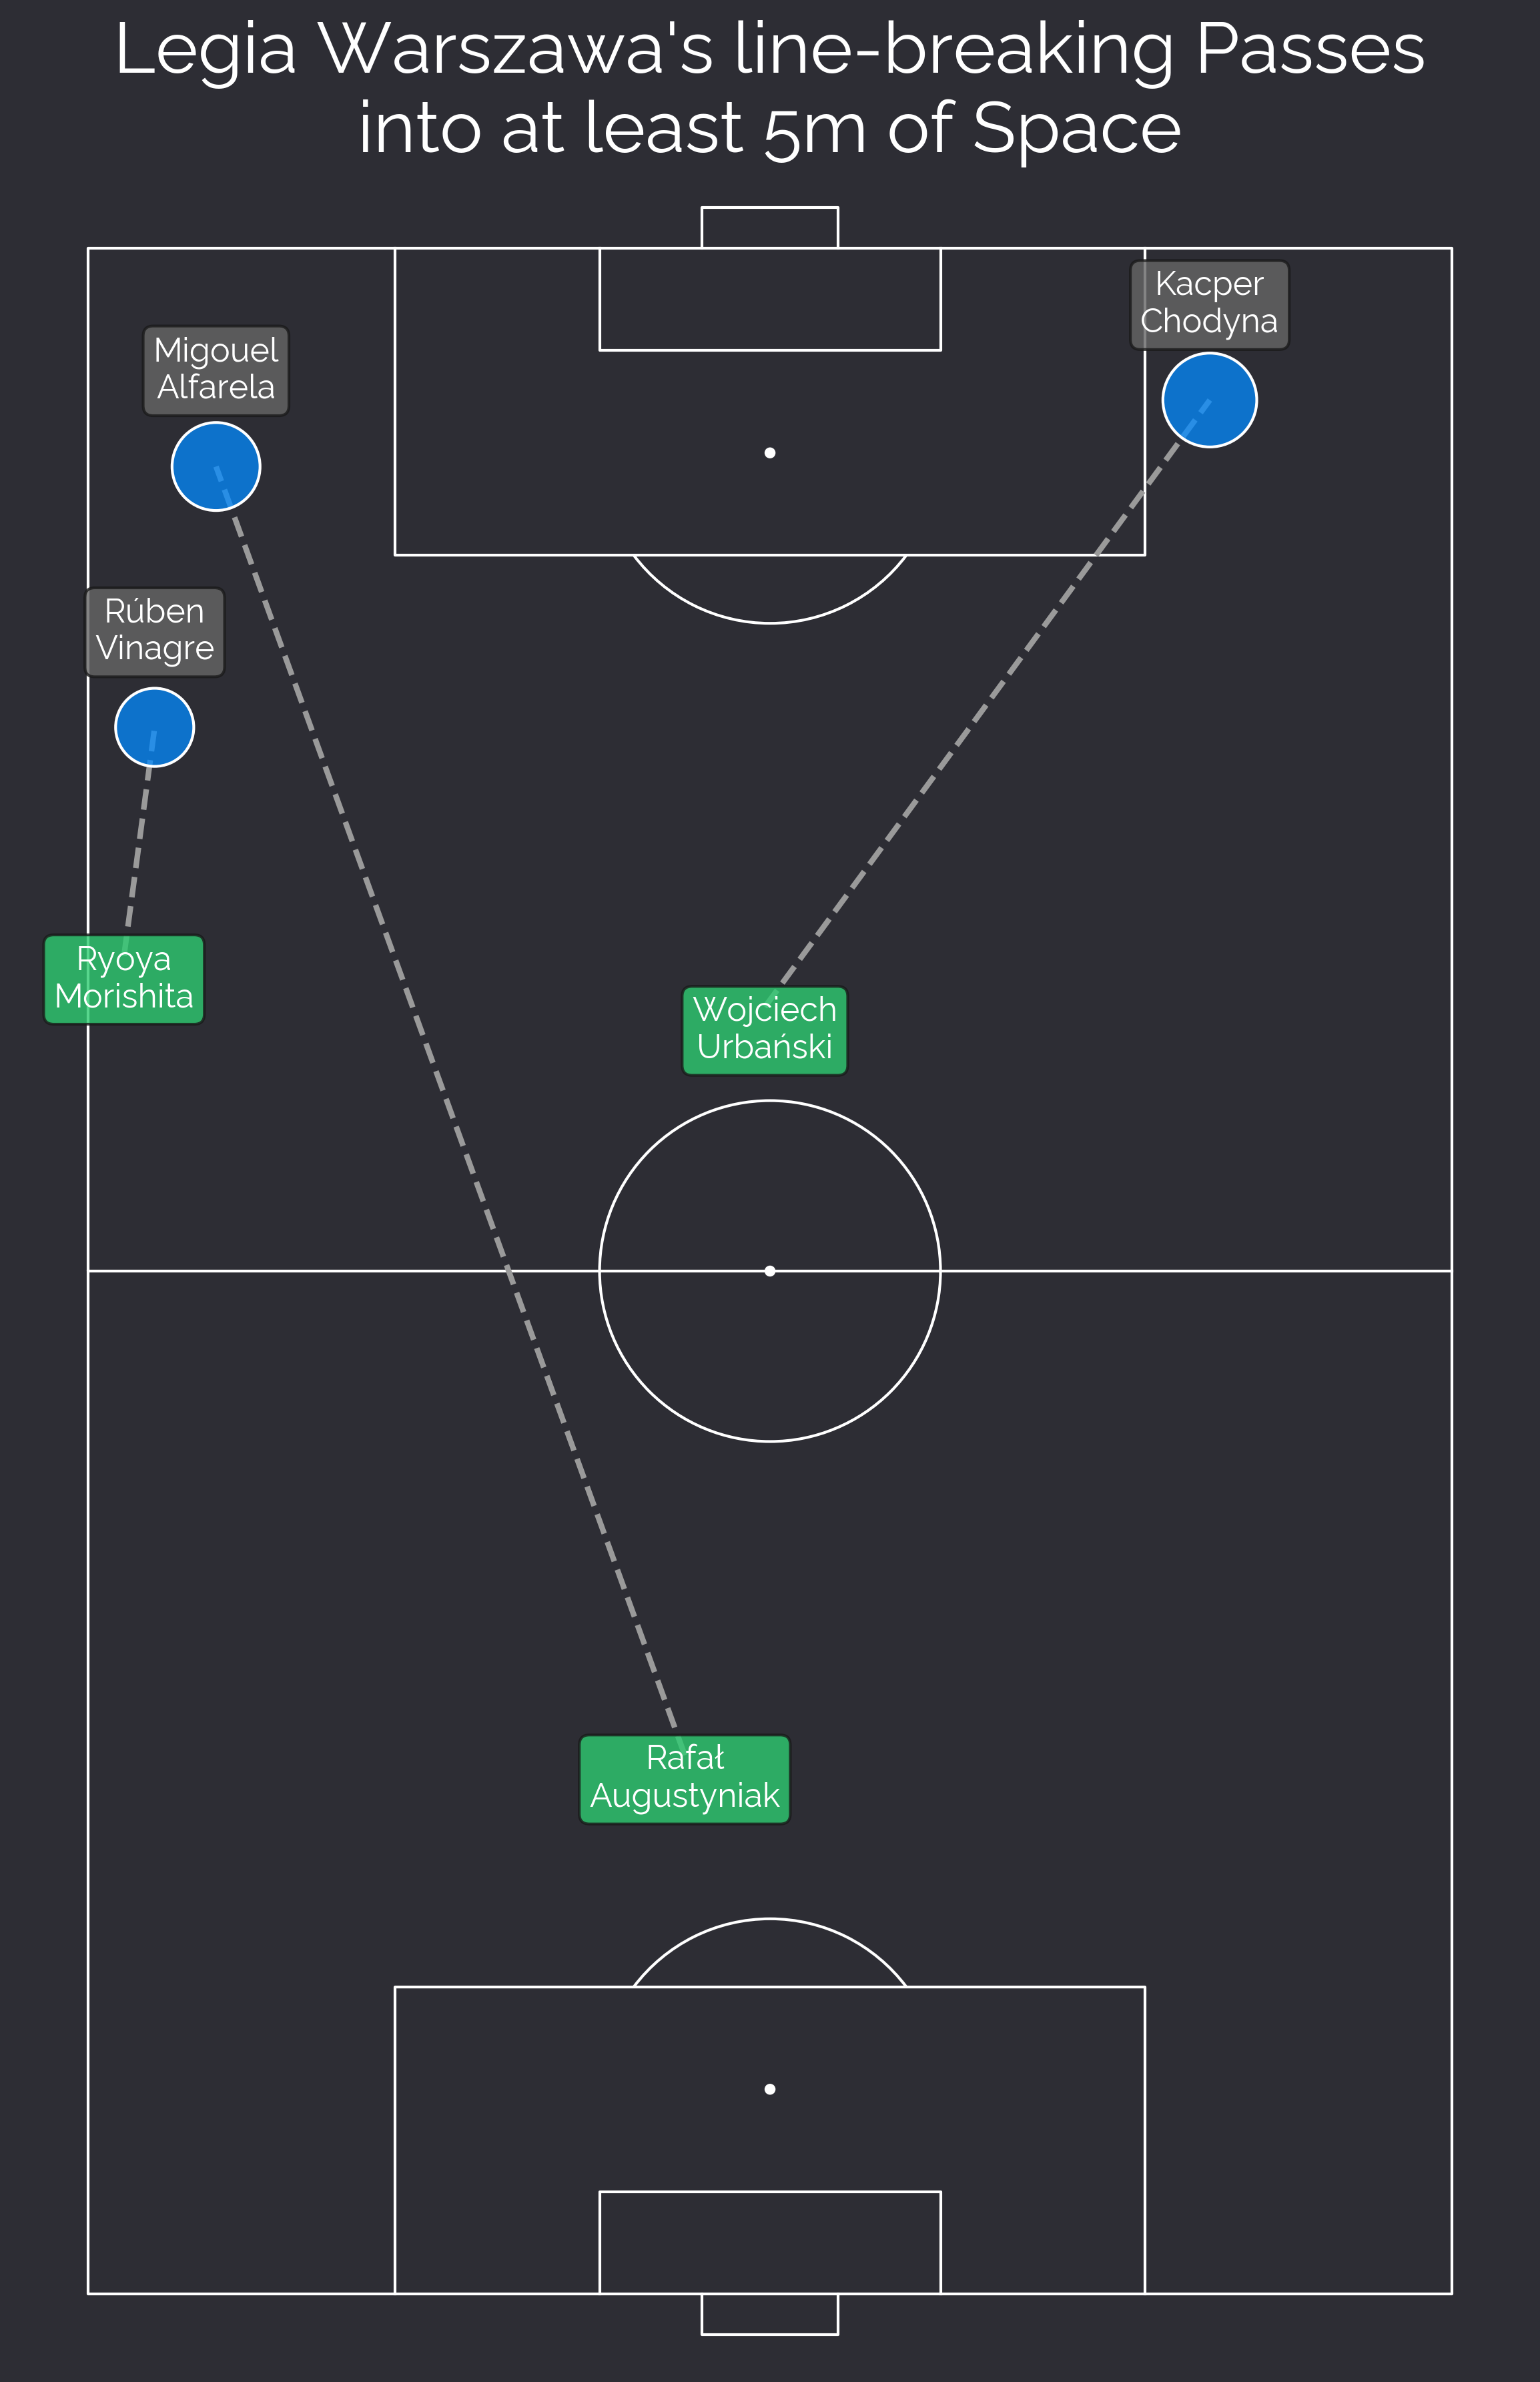 Legia Warszawa's line-breaking Passes
into at least 5m of Space
Kacper
Chodyna
Migouel
Alfarela
Rúben
Vinagre
Ryoya
Morishita
Wojciech
Urbański
Rafał
Augustyniak